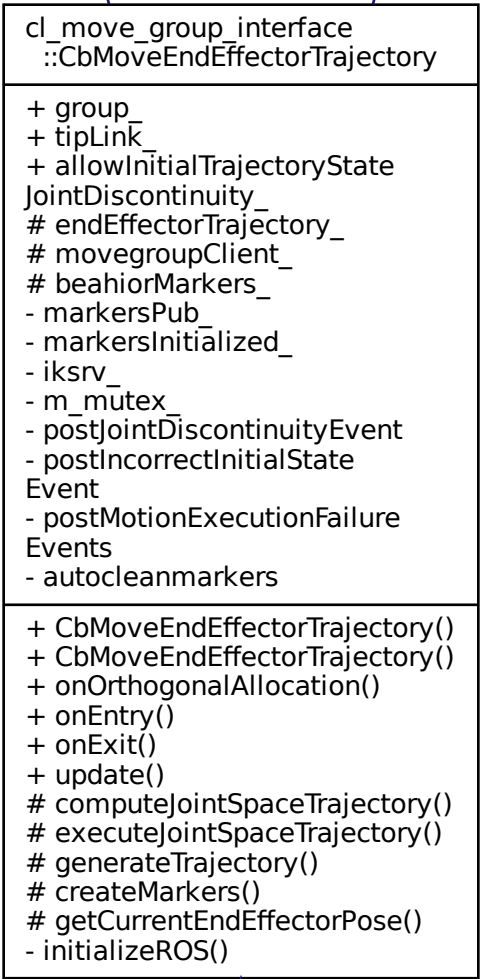 cl_move_group_interface
::CbMoveEndEffectorTrajectory
+ group_
+ tipLink_
+ allowInitialTrajectoryState
JointDiscontinuity_
# endEffectorTrajectory_
# movegroupClient_
# beahiorMarkers_
- markersPub_
- markersInitialized_
- iksrv_
- m_mutex_
- postJointDiscontinuityEvent
- postIncorrectInitialState
Event
- postMotionExecutionFailure
Events
- autocleanmarkers
+ CbMoveEndEffectorTrajectory()
+ CbMoveEndEffectorTrajectory()
+ onOrthogonalAllocation()
+ onEntry()
+ onExit()
+ update()
# computeJointSpaceTrajectory()
# executeJointSpaceTrajectory()
# generateTrajectory()
# createMarkers()
# getCurrentEndEffectorPose()
- initializeROS()